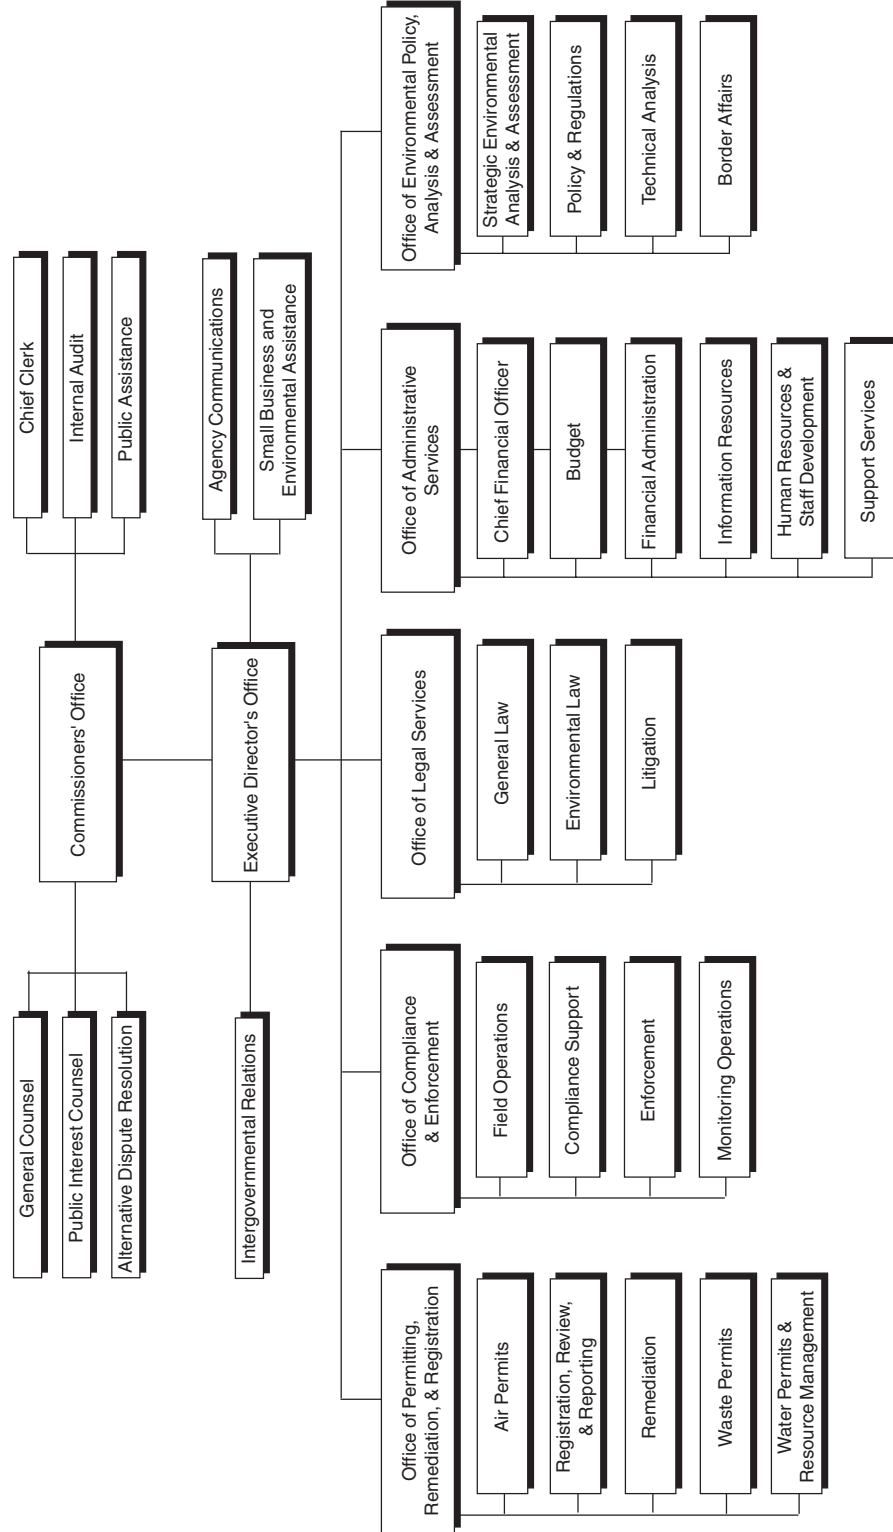 Commissioners' Office
General Counsel
Public Interest Counsel
Alternative Dispute Resolution
Chief Clerk
Internal Audit
Public Assistance
Executive Director's Office
Intergovernmental Relations
Agency Communications
Small Business and
Environmental Assistance
Office of Permitting,
Remediation, & Registration
Air Permits
Registration, Review,
& Reporting
Remediation
Waste Permits
Water Permits &
Resource Management
Office of Compliance
& Enforcement
Field Operations
Compliance Support
Enforcement
Monitoring Operations
Office of Legal Services
General Law
Environmental Law
Litigation
Office of Administrative
Services
Chief Financial Officer
Budget
Financial Administration
Information Resources
Human Resources &
Staff Development
Support Services
Office of Environmental Policy,
Analysis & Assessment
Strategic Environmental
Analysis & Assessment
Policy & Regulations
Technical Analysis
Border Affairs